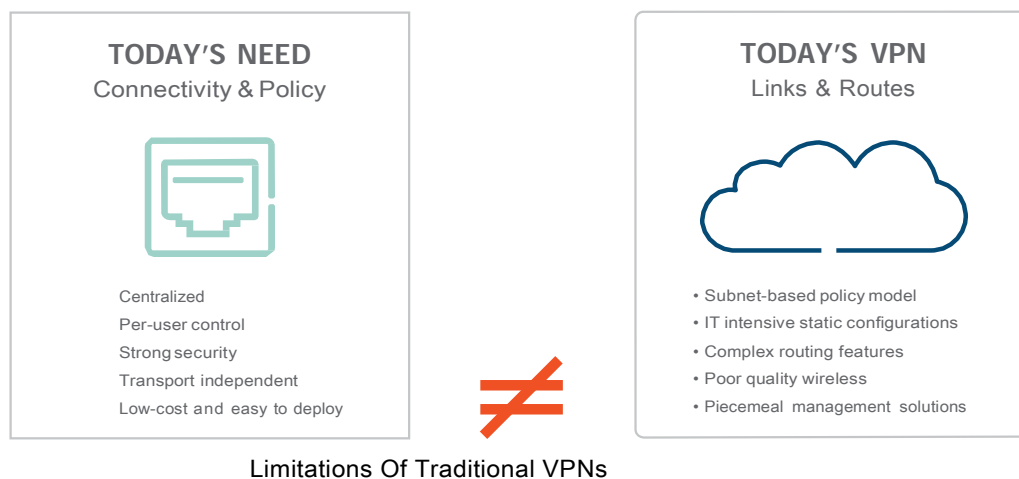 TODAY'S NEED
Connectivity & Policy
Centralized
Per-user control
Strong security
Transport independent
Low-cost and easy to deploy
≠
TODAY'S VPN
Links & Routes
• Subnet-based policy model
• IT intensive static configurations
• Complex routing features
• Poor quality wireless
• Piecemeal management solutions
Limitations Of Traditional VPNs